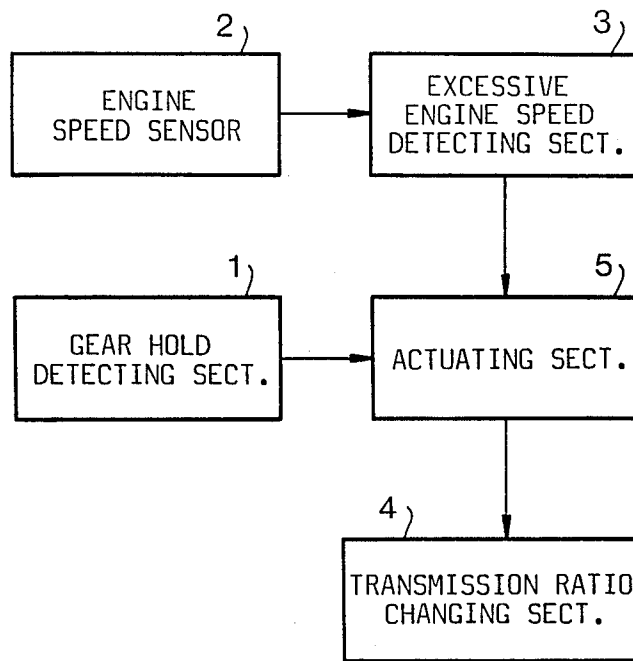 2
ENGINE
SPEED SENSOR
3
EXCESSIVE
ENGINE SPEED
DETECTING SECT.
1
GEAR HOLD
DETECTING SECT.
5
ACTUATING SECT.
4
TRANSMISSION RATIO
CHANGING SECT.